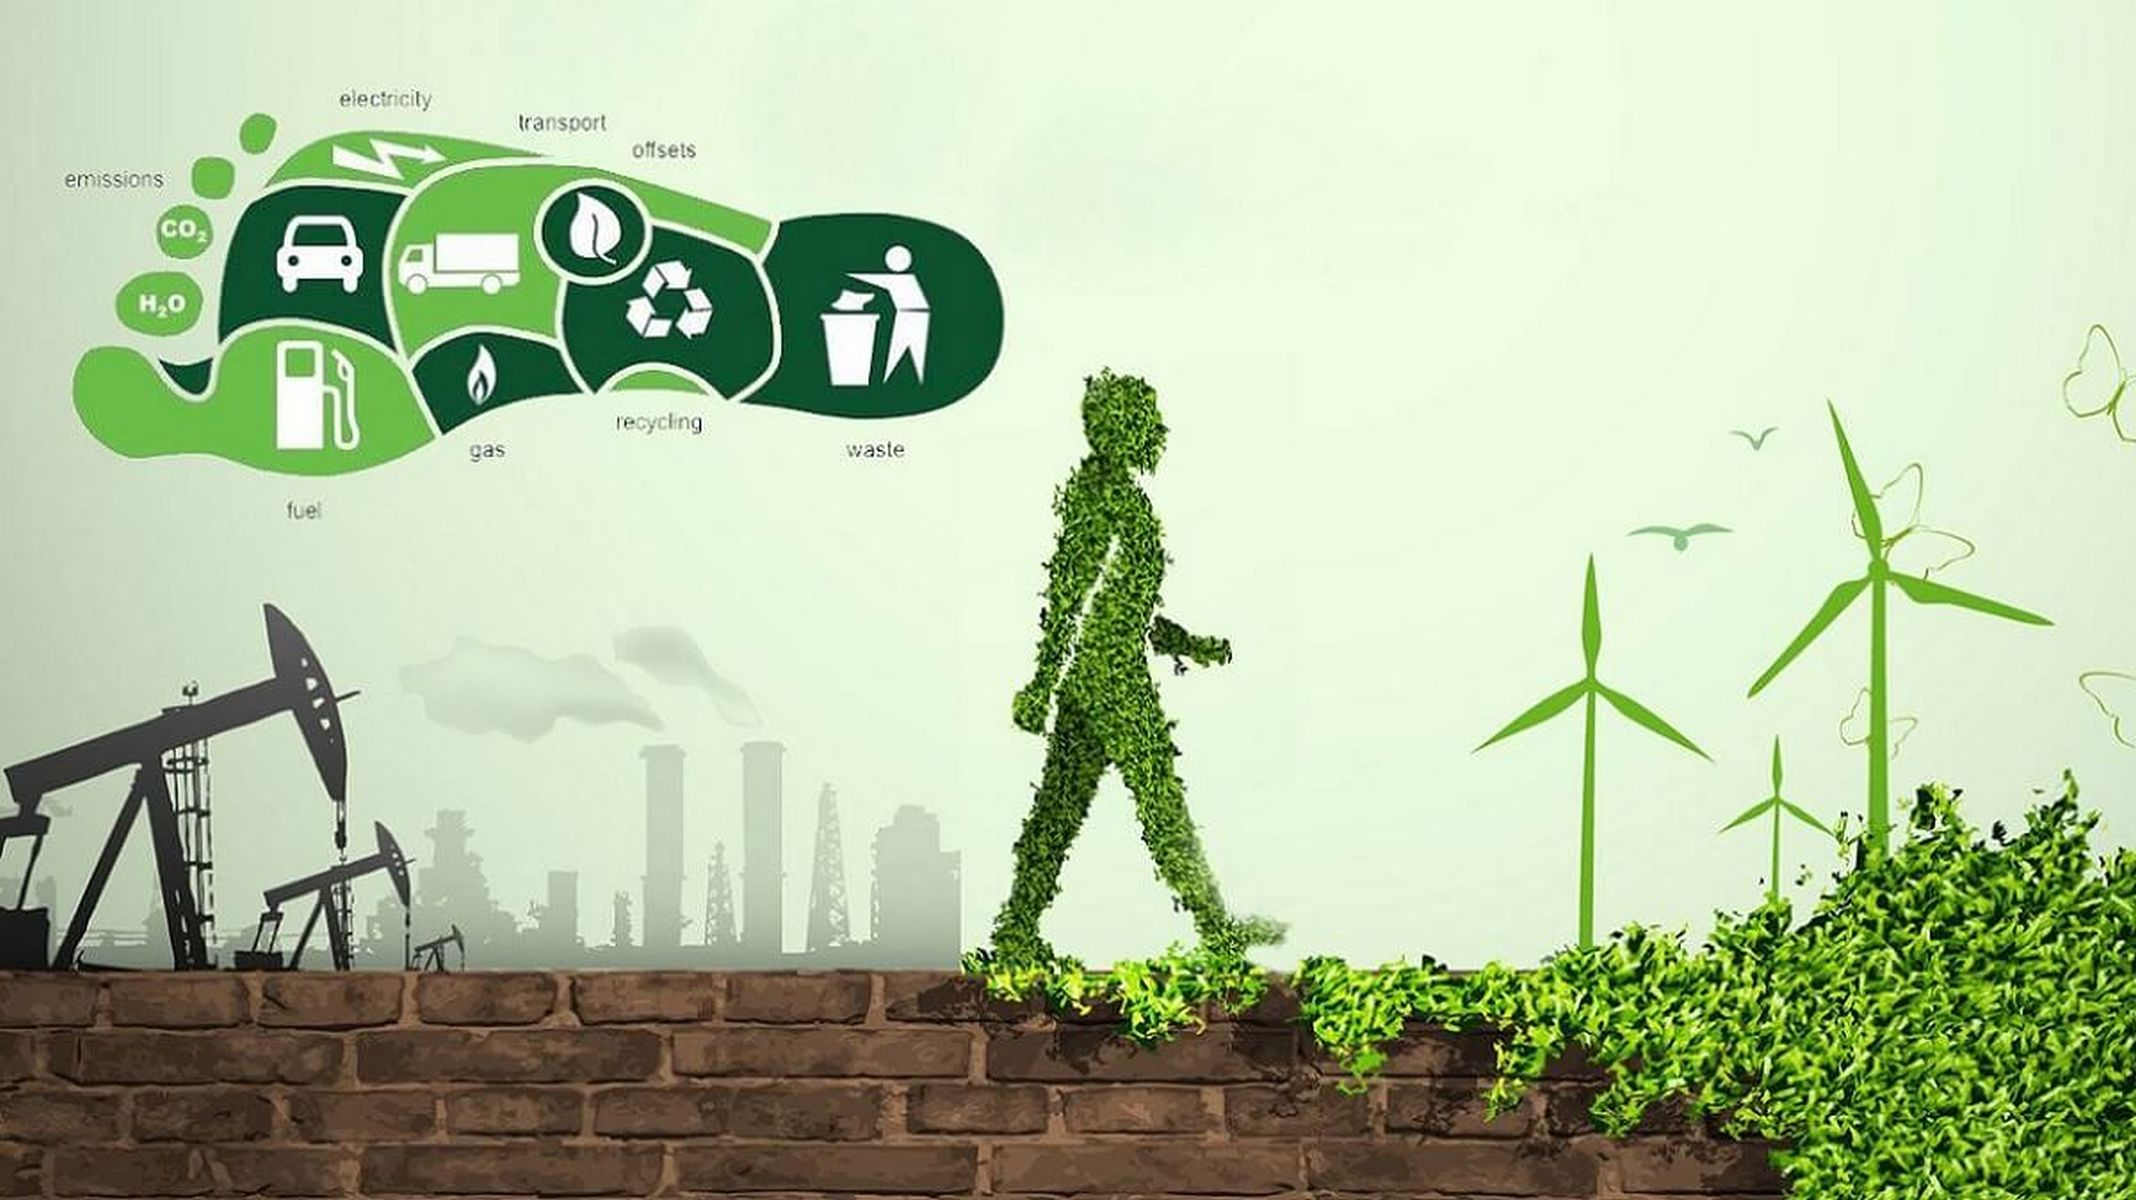 electricity
transport
offsets
emissions
CO₂
H₂O
recycling
gas
waste
fuel